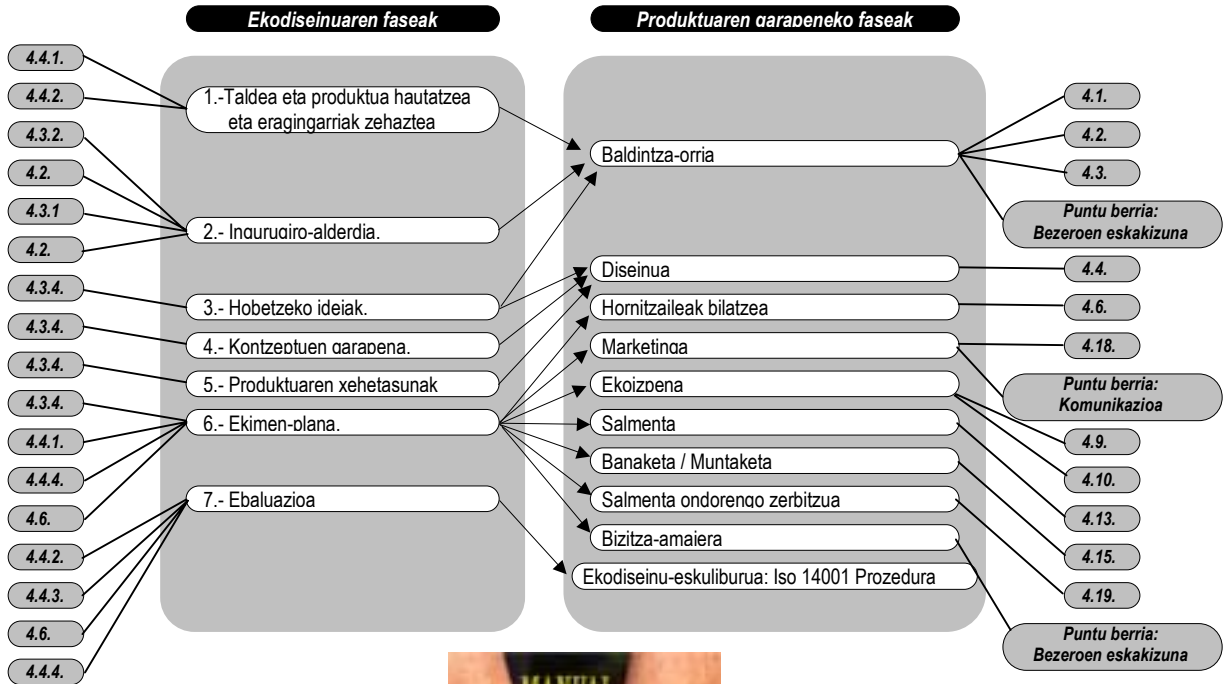 Ekodiseinuaren faseak
Produktuaren garapeneko faseak
4.4.1.
4.4.2.
4.3.2.
4.2.
4.3.1
4.2.
4.3.4.
4.3.4.
4.3.4.
4.3.4.
4.4.1.
4.4.4.
4.6.
4.4.2.
4.4.3.
4.6.
4.4.4.
1.-Taldea eta produktua hautatzea
eta eragingarriak zehaztea
2.- Ingurugiro-alderdia.
3.- Hobetzeko ideiak.
4.- Kontzeptuen garapena.
5.- Produktuaren xehetasunak
6.- Ekimen-plana.
7.- Ebaluazioa
Baldintza-orria
Diseinua
Hornitzaileak bilatzea
Marketinga
Ekoizpena
Salmenta
Banaketa / Muntaketa
Salmenta ondorengo zerbitzua
Bizitza-amaiera
Ekodiseinu-eskuliburua: Iso 14001 Prozedura
4.1.
4.2.
4.3.
Puntu berria:
Bezeroen eskakizuna
4.4.
4.6.
4.18.
Puntu berria:
Komunikazioa
4.9.
4.10.
4.13.
4.15.
4.19.
Puntu berria:
Bezeroen eskakizuna
MANUAL